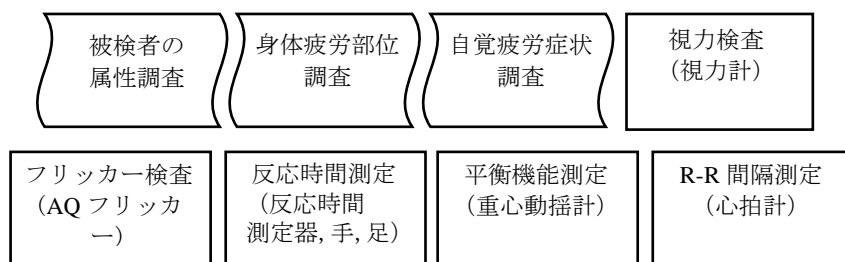 被検者の
属性調査
身体疲労部位
調査
自覚疲労症状
調査
視力検査
(視力計)
フリッカー検査
(AQ フリッカ
ー)
反応時間測定
(反応時間
測定器, 手, 足)
平衡機能測定
(重心動揺計)
R-R 間隔測定
(心拍計)